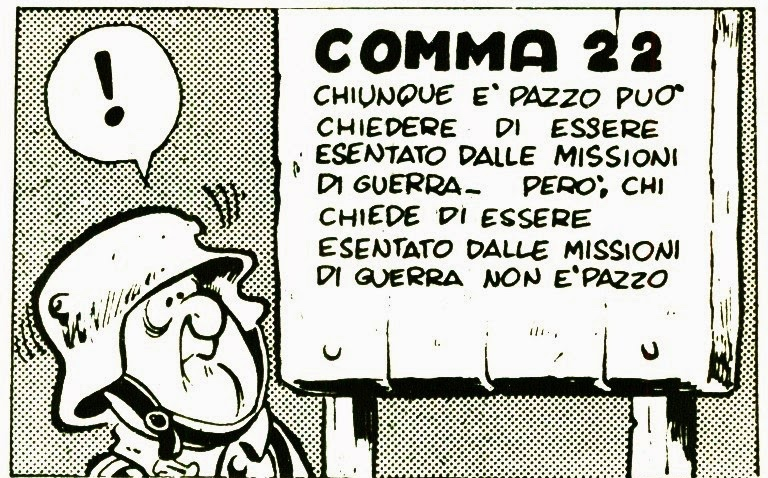 !
COMMA 22
CHIUNQUE E' PAZZO PUO'
CHIEDERE DI ESSERE
ESENTATO DALLE MISSIONI
DI GUERRA_ PERO', CHI
CHIEDE DI ESSERE
ESENTATO DALLE MISSIONI
DI GUERRA NON E' PAZZO